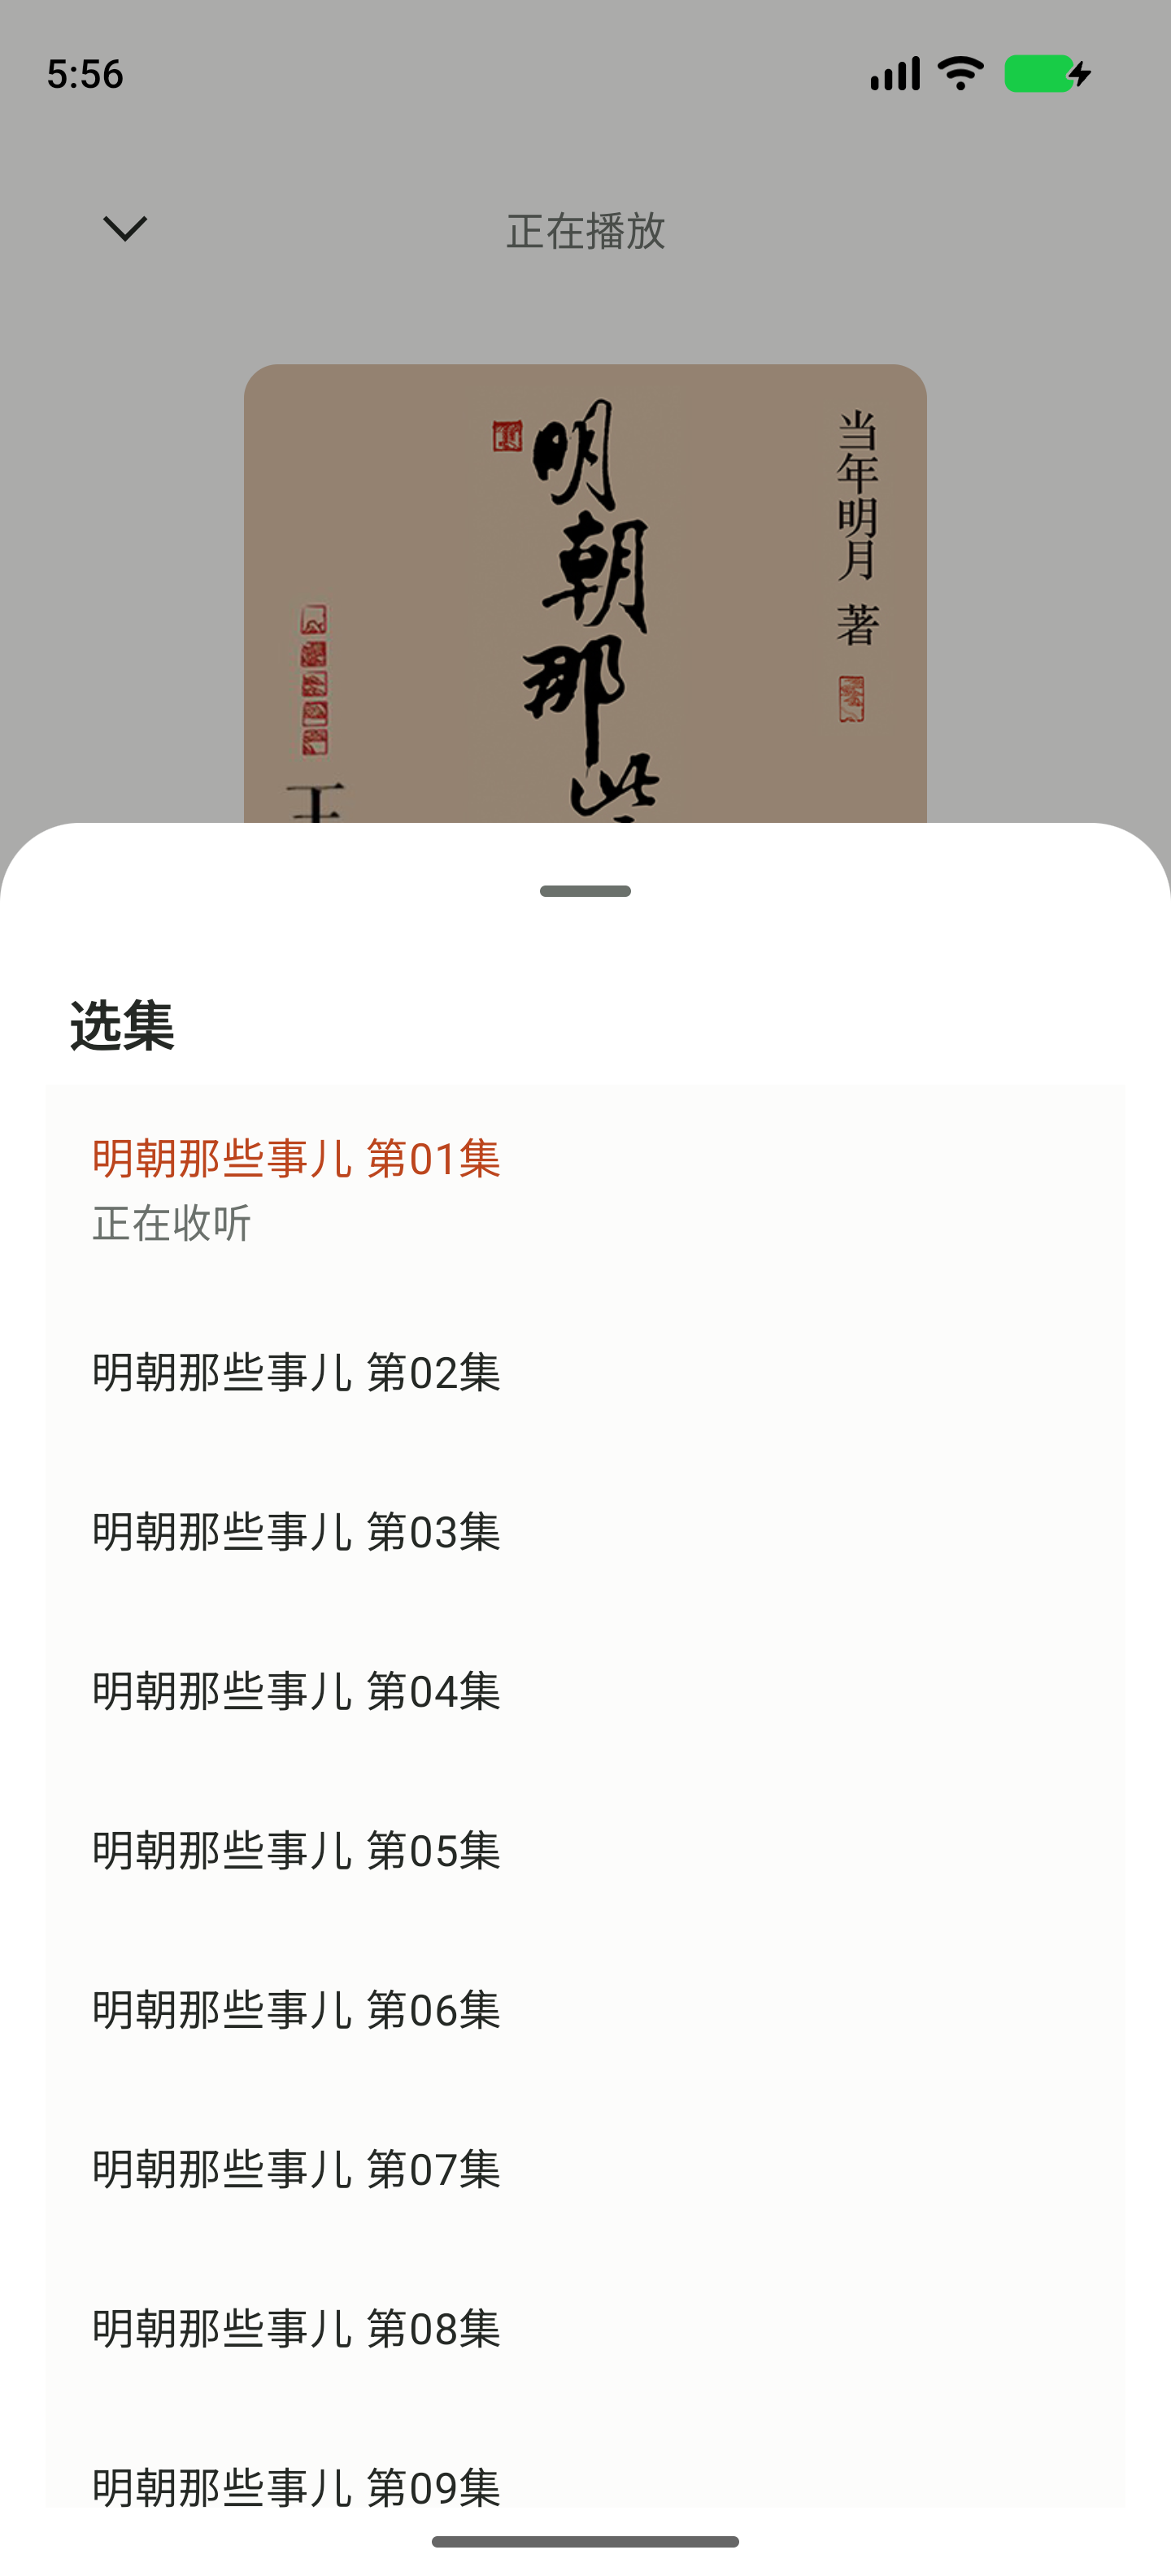 5:56
正在播放
明朝那些
当年明月 著
王
选集
明朝那些事儿 第01集
正在收听
明朝那些事儿 第02集
明朝那些事儿 第03集
明朝那些事儿 第04集
明朝那些事儿 第05集
明朝那些事儿 第06集
明朝那些事儿 第07集
明朝那些事儿 第08集
明朝那些事儿 第09集